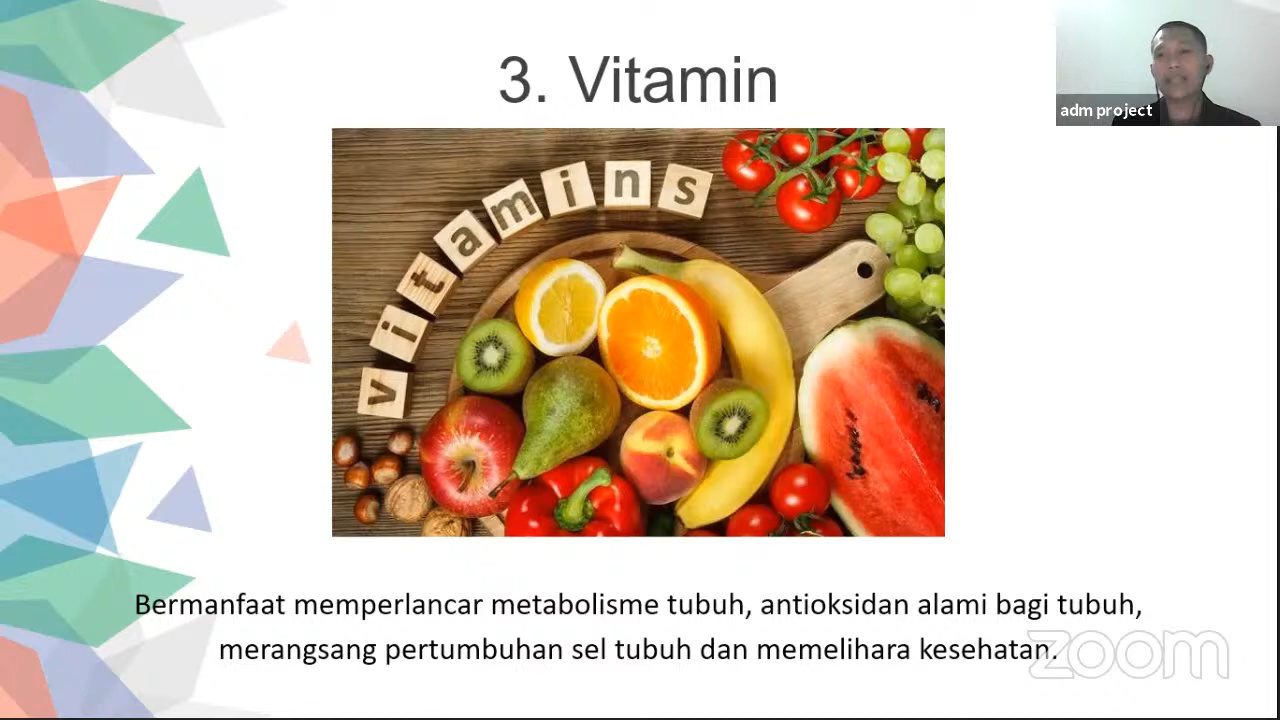 3. Vitamin
adm project
vitamins
Bermanfaat memperlancar metabolisme tubuh, antioksidan alami bagi tubuh,
merangsang pertumbuhan sel tubuh dan memelihara kesehatan.
zoom